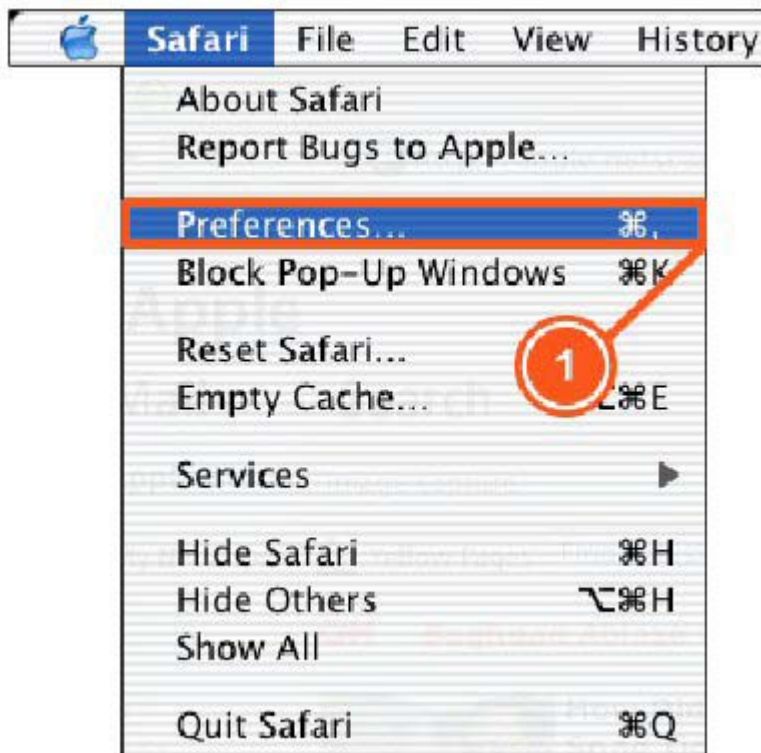 Safari File Edit View History
About Safari
Report Bugs to Apple...
Preferences... ⌘,
Block Pop-Up Windows ⌘K
Reset Safari...
1
Empty Cache... ⌥⌘E
Services ▶
Hide Safari ⌘H
Hide Others ⌥⌘H
Show All
Quit Safari ⌘Q